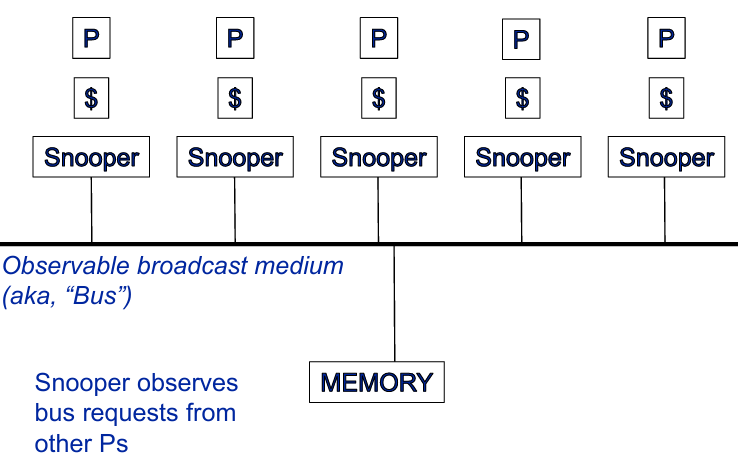 P P P P P
$ $ $ $ $
Snooper Snooper Snooper Snooper Snooper
Observable broadcast medium
(aka, “Bus”)
MEMORY
Snooper observes
bus requests from
other Ps